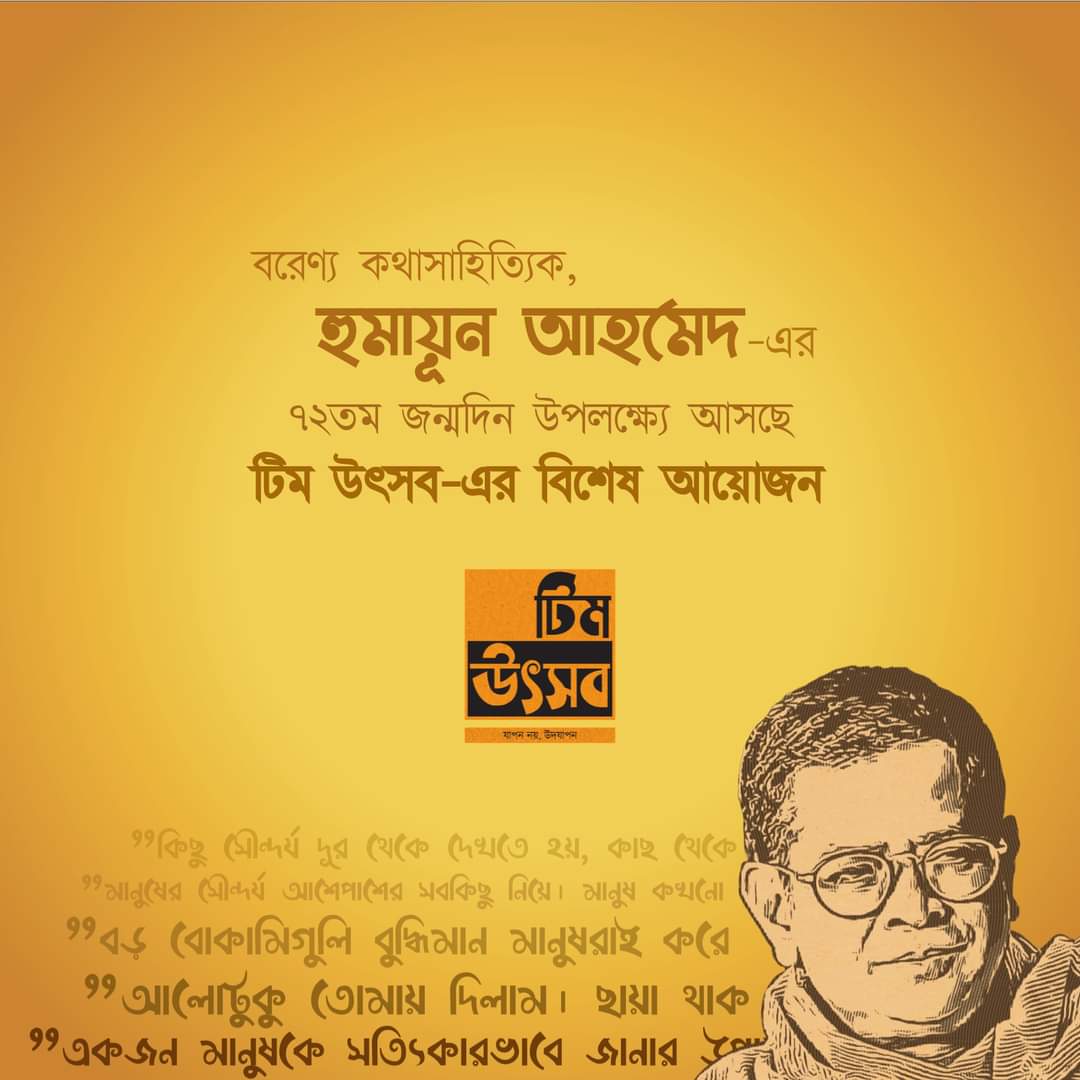 বরেণ্য কথাসাহিত্যিক,
হুমায়ূন আহমেদ-এর
৭২তম জন্মদিন উপলক্ষ্যে আসছে
টিম উৎসব-এর বিশেষ আয়োজন
টিম
উৎসব
যাপন নয়, উদযাপন
”কিছু সৌন্দর্য দুর থেকে দেখতে হয়, কাছ থেকে
”মানুষের সৌন্দর্য আশেপাশের সবকিছু নিয়ে। মানুষ কখনো
”বড় বোকামিগুলি বুদ্ধিমান মানুষরাই করে
”আলোটুকু তোমায় দিলাম। ছায়া থাক
”একজন মানুষকে সত্যিকারভাবে জানার